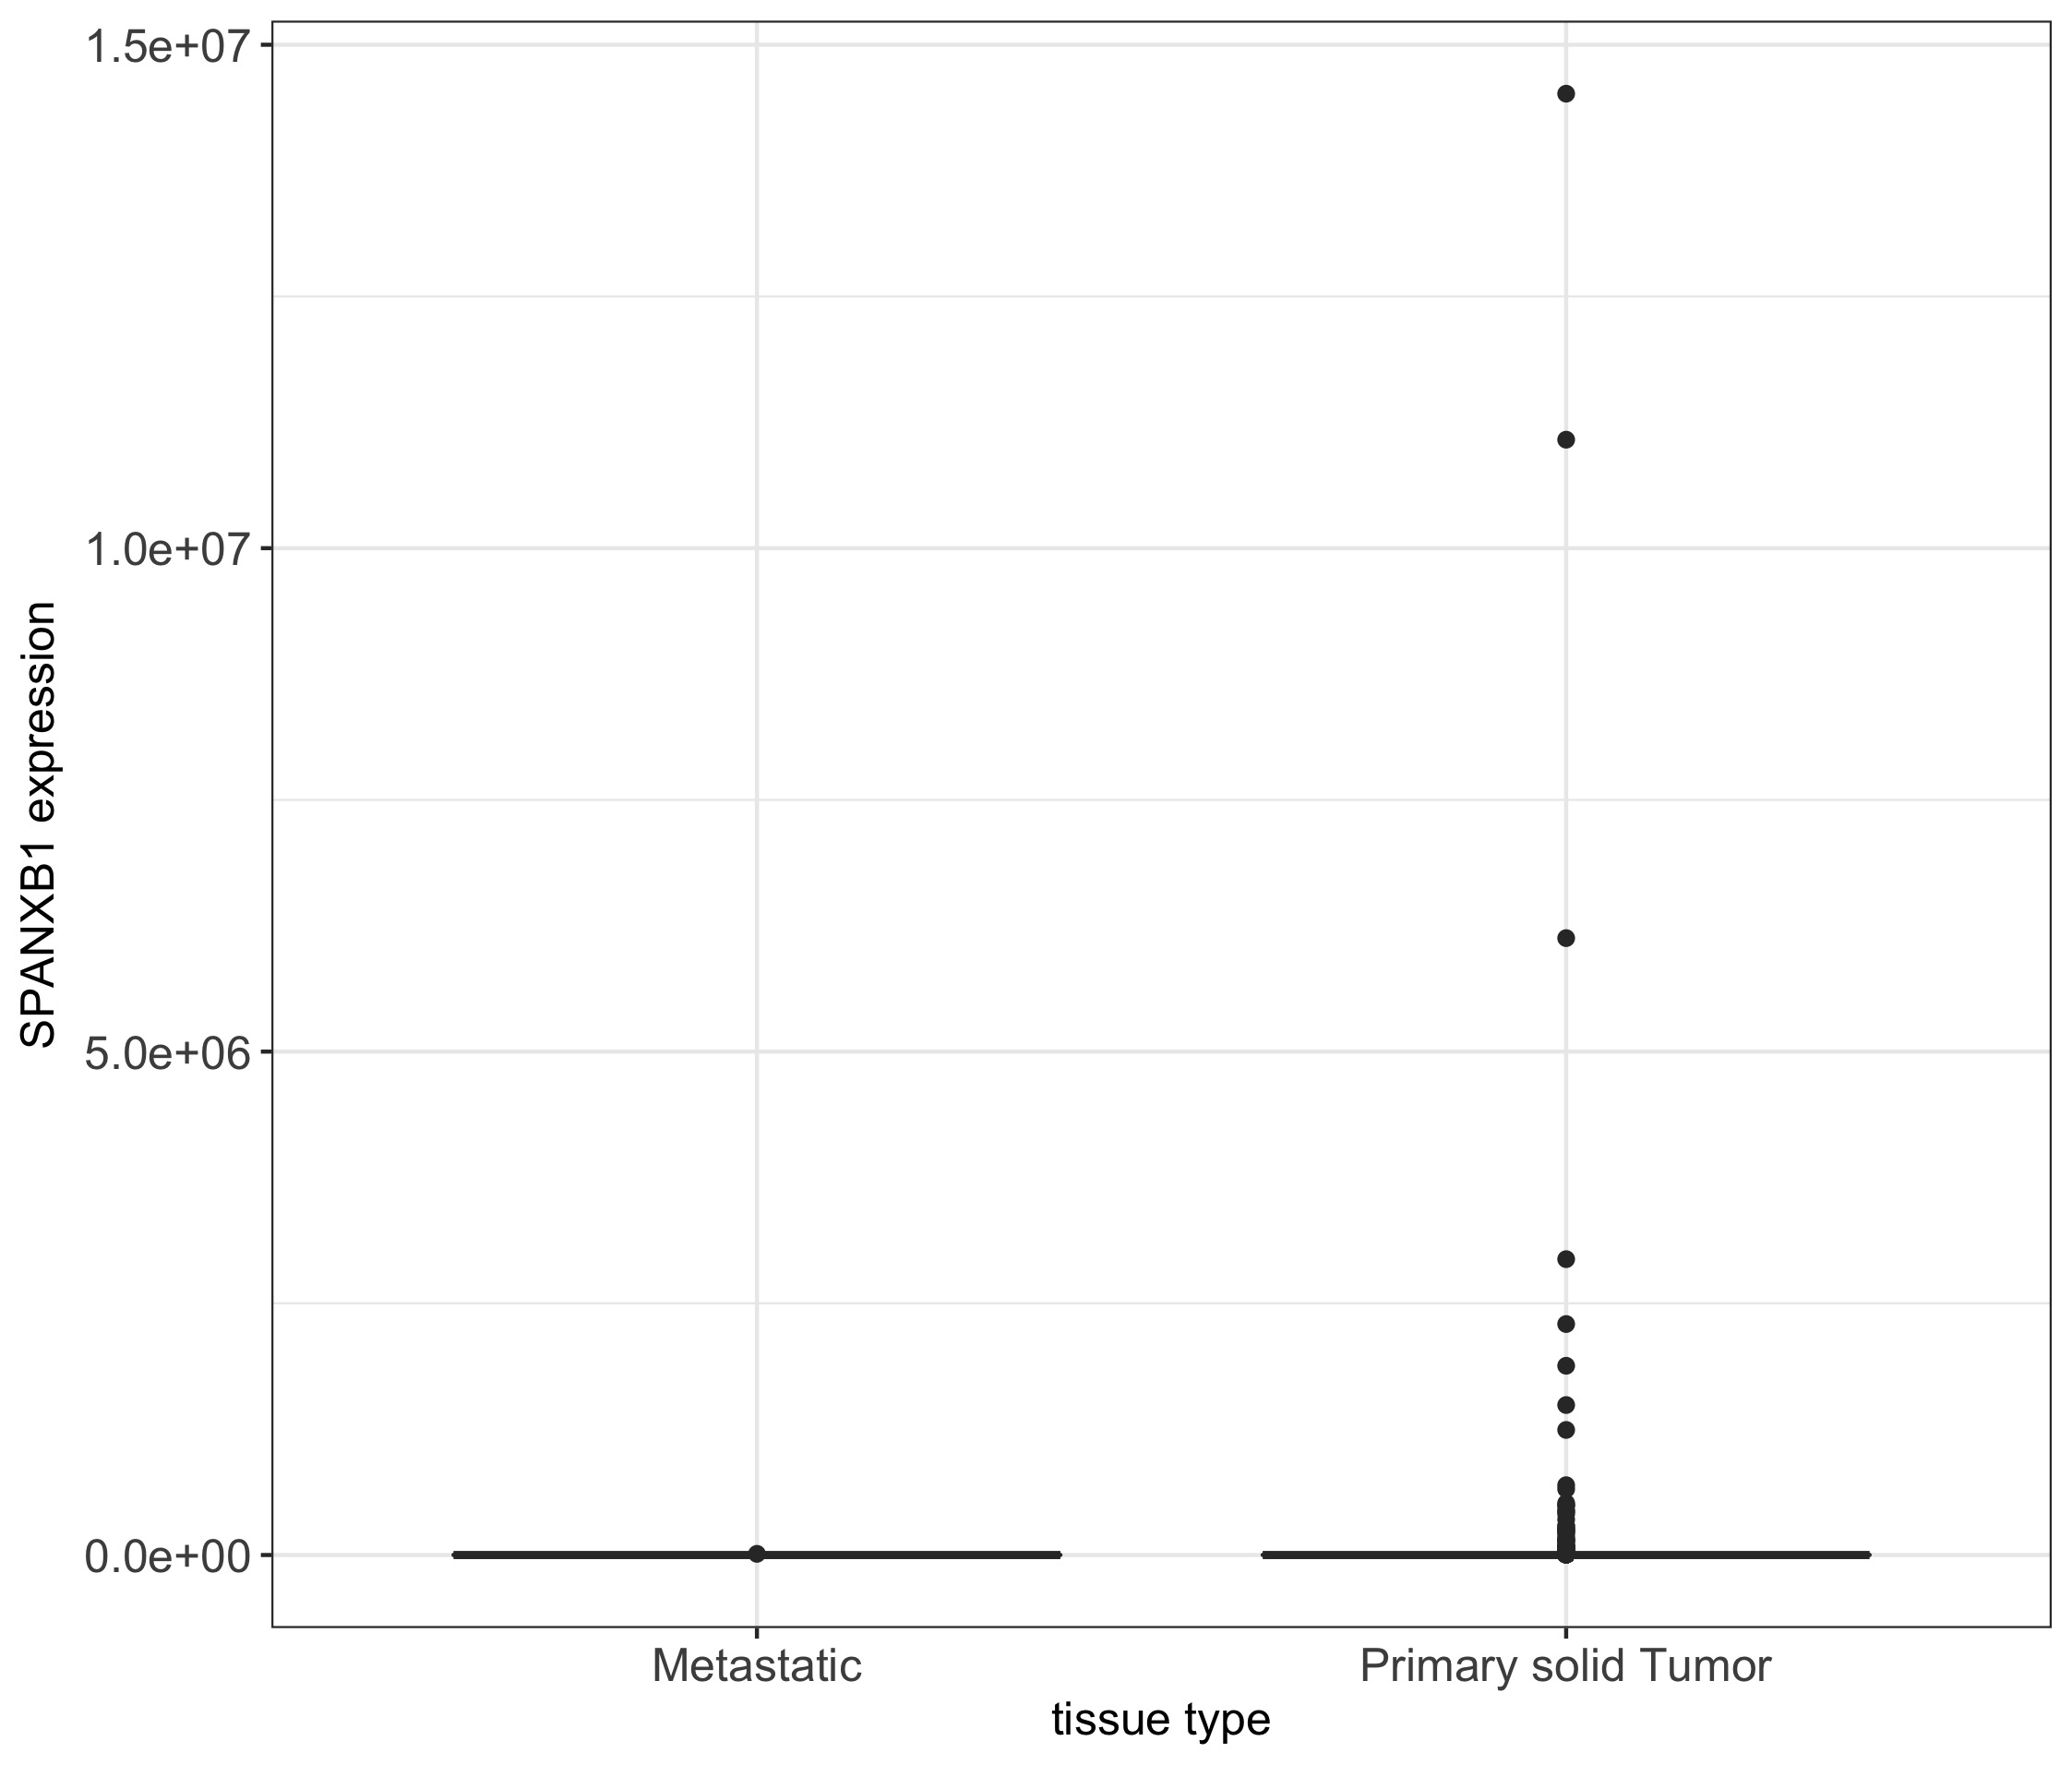 SPANXB1 expression
1.5e+07
1.0e+07
5.0e+06
0.0e+00
Metastatic
Primary solid Tumor
tissue type